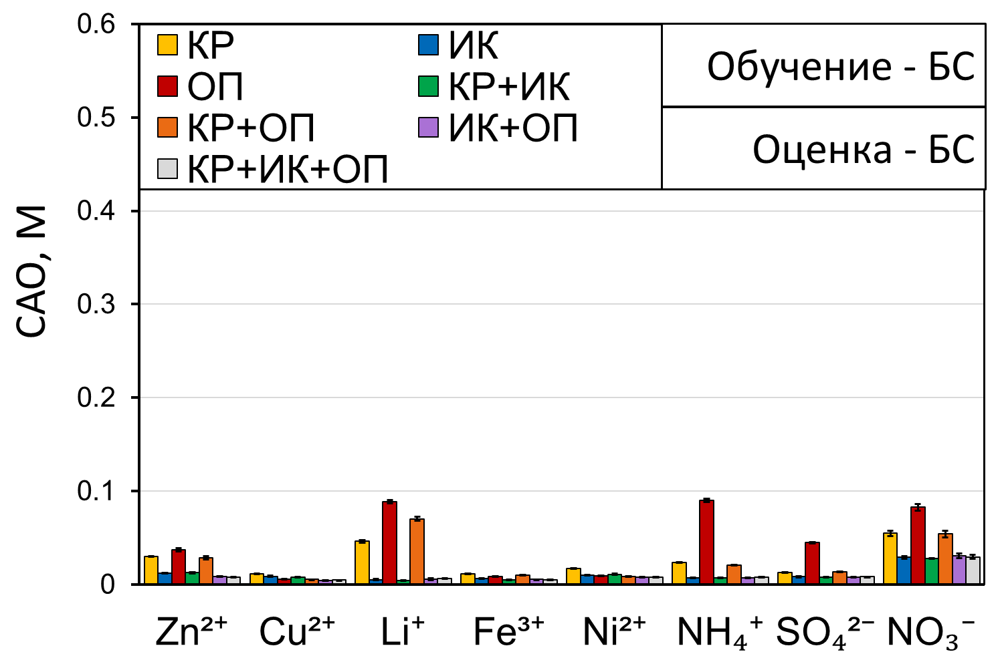 КР ИК
ОП КР+ИК
КР+ОП ИК+ОП
КР+ИК+ОП
Обучение - БС
Оценка - БС
САО, М
0.6
0.5
0.4
0.3
0.2
0.1
0
Zn²⁺ Cu²⁺ Li⁺ Fe³⁺ Ni²⁺ NH₄⁺ SO₄²⁻ NO₃⁻